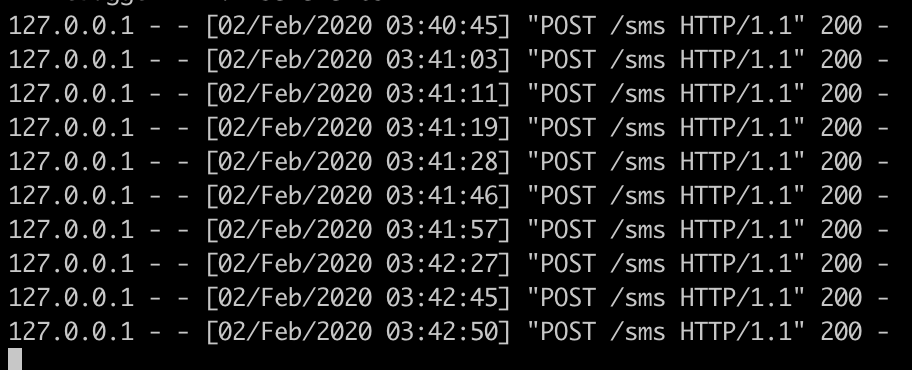 127.0.0.1 - - [02/Feb/2020 03:40:45] "POST /sms HTTP/1.1" 200 -
127.0.0.1 - - [02/Feb/2020 03:41:03] "POST /sms HTTP/1.1" 200 -
127.0.0.1 - - [02/Feb/2020 03:41:11] "POST /sms HTTP/1.1" 200 -
127.0.0.1 - - [02/Feb/2020 03:41:19] "POST /sms HTTP/1.1" 200 -
127.0.0.1 - - [02/Feb/2020 03:41:28] "POST /sms HTTP/1.1" 200 -
127.0.0.1 - - [02/Feb/2020 03:41:46] "POST /sms HTTP/1.1" 200 -
127.0.0.1 - - [02/Feb/2020 03:41:57] "POST /sms HTTP/1.1" 200 -
127.0.0.1 - - [02/Feb/2020 03:42:27] "POST /sms HTTP/1.1" 200 -
127.0.0.1 - - [02/Feb/2020 03:42:45] "POST /sms HTTP/1.1" 200 -
127.0.0.1 - - [02/Feb/2020 03:42:50] "POST /sms HTTP/1.1" 200 -